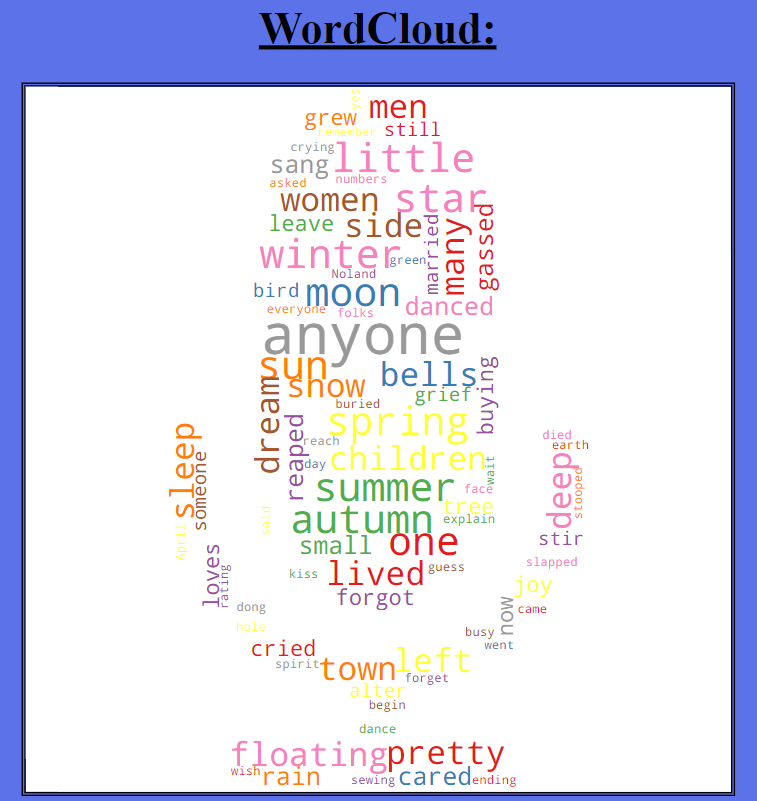 WordCloud:
yes
men
grew
remember still
crying
little
sang
asked numbers
women star
leave side
married many gassed
winter green
Noland
bird moon
danced
everyone folks
anyone
sun
bells
snow
dream grief buying
buried
spring
reaped reach
day children wait
summer face
tree
autumn explain
said
small one
kiss lived guess
forgot
sleep
someone
April
loves
rating
dong
hole
died
earth
deep stooped
stir
slapped
joy
now came
busy
went
cried
spirit town left
forget
alter
begin
dance
floating pretty
wish rain sewing cared ending